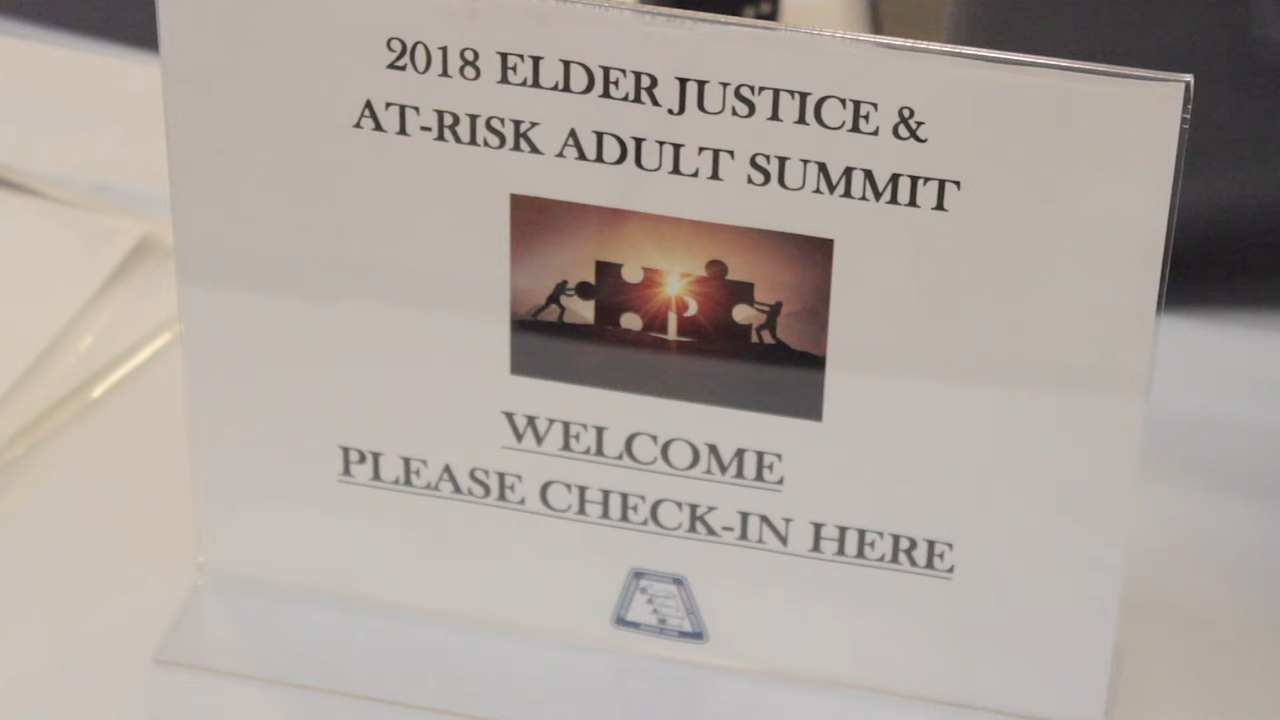 2018 ELDER JUSTICE &
AT-RISK ADULT SUMMIT
WELCOME
PLEASE CHECK-IN HERE